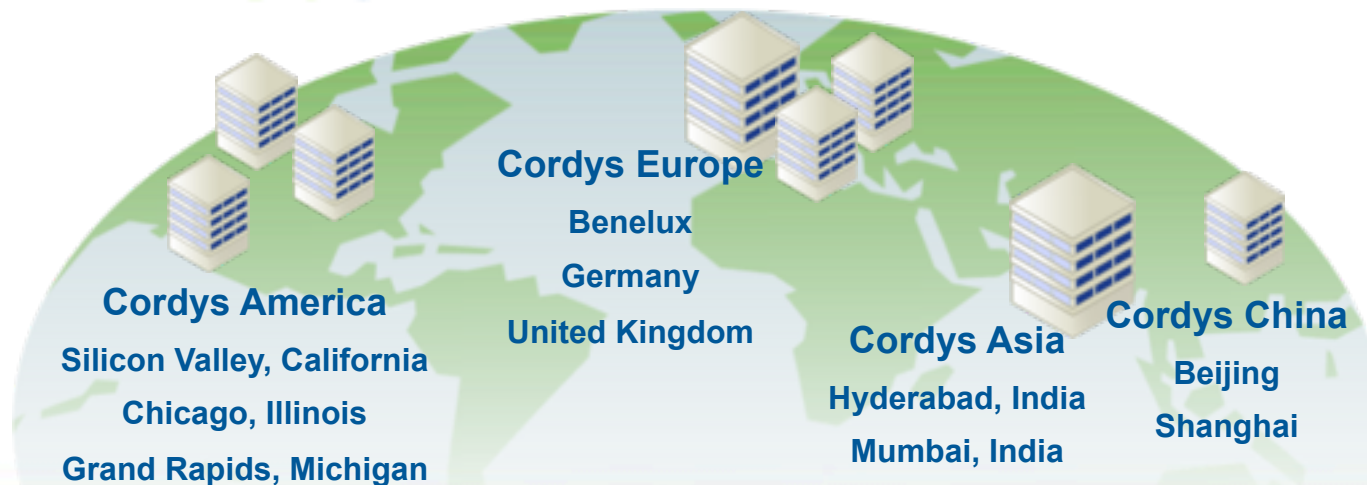 Cordys America
Silicon Valley, California
Chicago, Illinois
Grand Rapids, Michigan
Cordys Europe
Benelux
Germany
United Kingdom
Cordys Asia
Hyderabad, India
Mumbai, India
Cordys China
Beijing
Shanghai